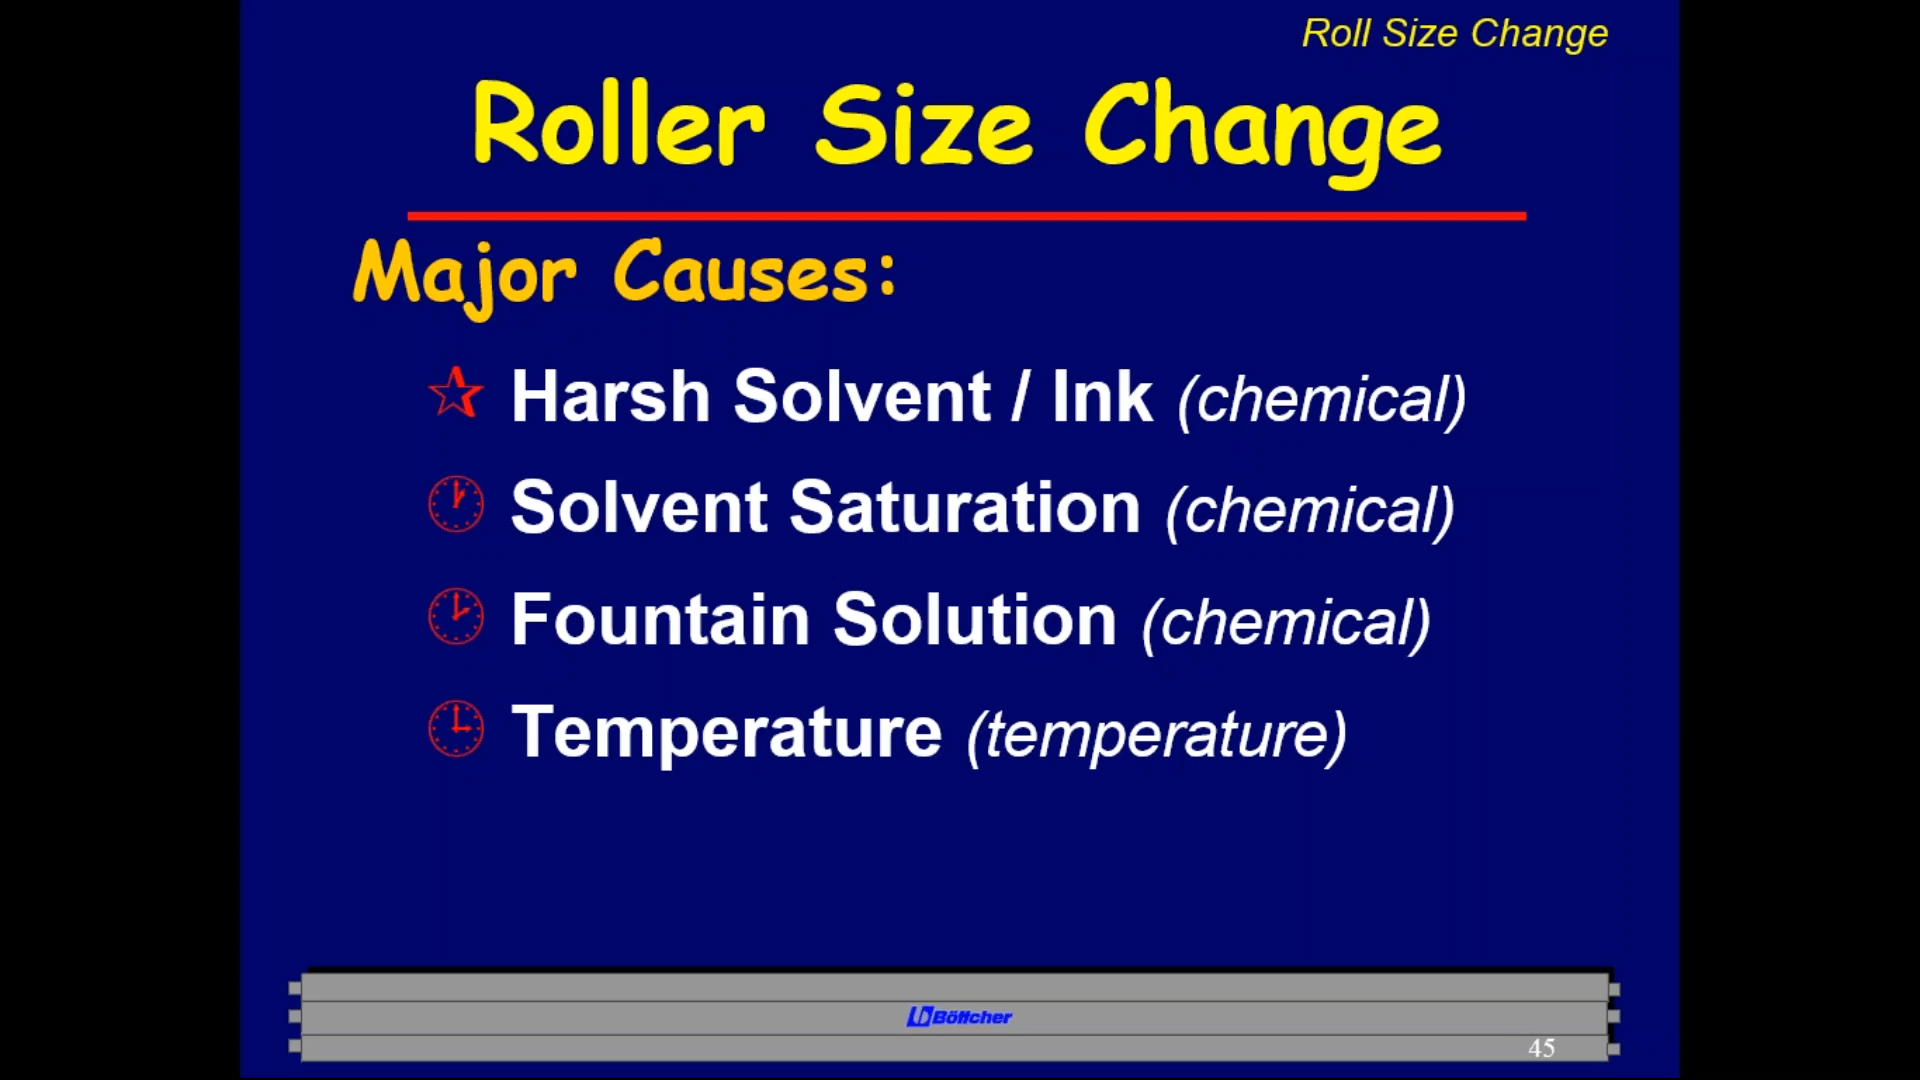 Roll Size Change
Roller Size Change
Major Causes:
Harsh Solvent / Ink (chemical)
Solvent Saturation (chemical)
Fountain Solution (chemical)
Temperature (temperature)
Böttcher
45